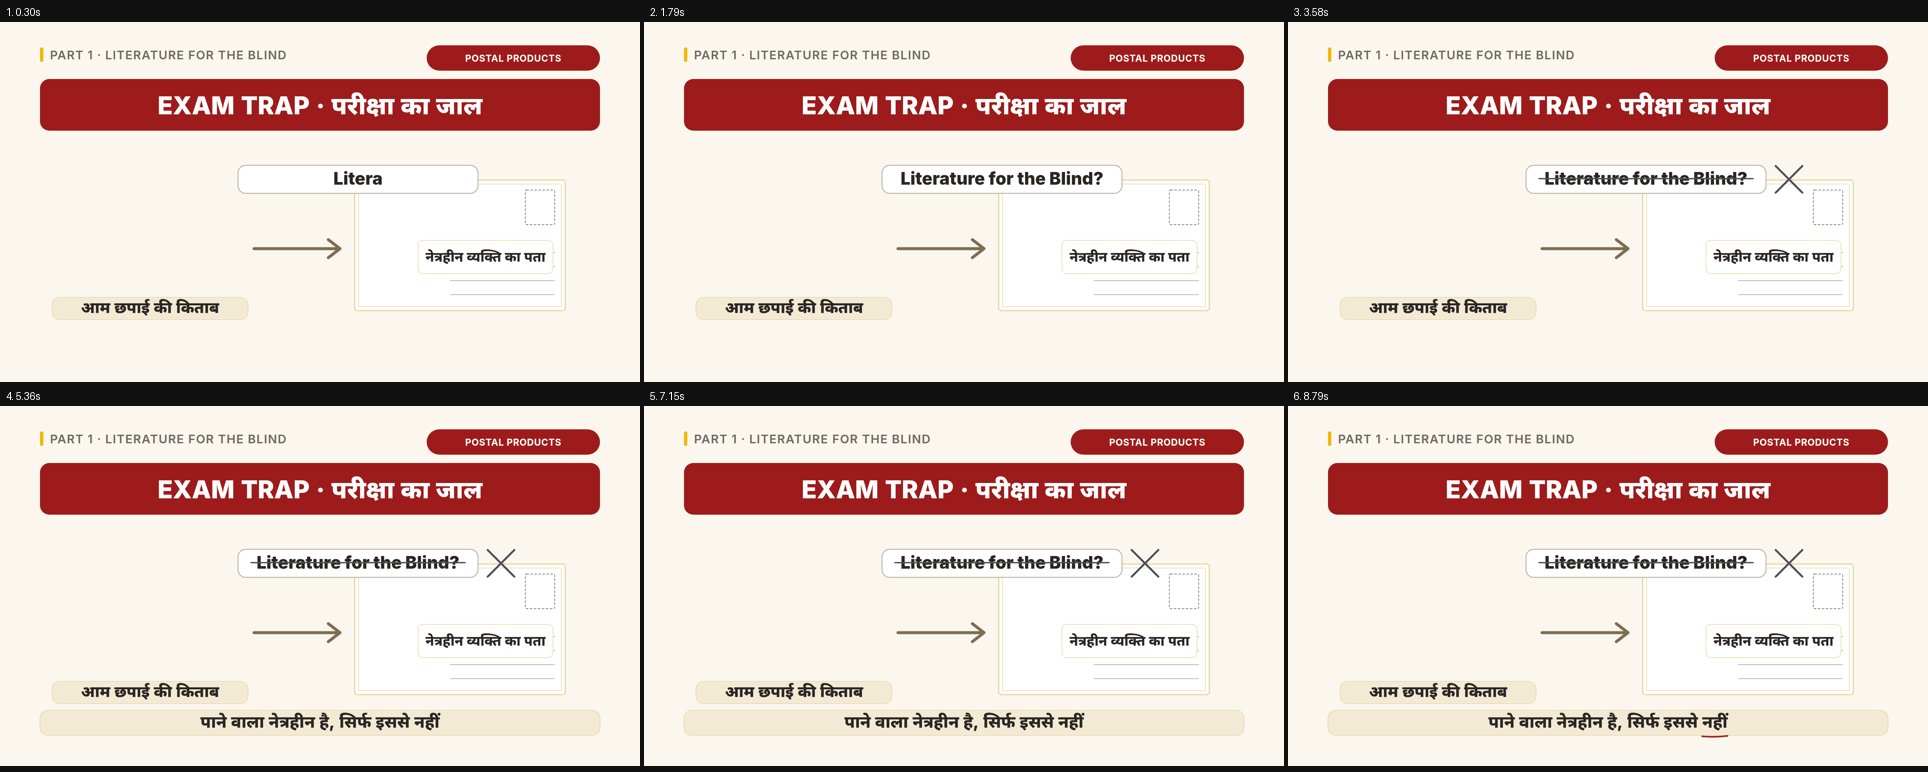 1. 0.30s
PART 1 · LITERATURE FOR THE BLIND
POSTAL PRODUCTS
EXAM TRAP · परीक्षा का जाल
Litera
नेत्रहीन व्यक्ति का पता
आम छपाई की किताब
2. 1.79s
PART 1 · LITERATURE FOR THE BLIND
POSTAL PRODUCTS
EXAM TRAP · परीक्षा का जाल
Literature for the Blind?
नेत्रहीन व्यक्ति का पता
आम छपाई की किताब
3. 3.58s
PART 1 · LITERATURE FOR THE BLIND
POSTAL PRODUCTS
EXAM TRAP · परीक्षा का जाल
Literature for the Blind?
नेत्रहीन व्यक्ति का पता
आम छपाई की किताब
4. 5.36s
PART 1 · LITERATURE FOR THE BLIND
POSTAL PRODUCTS
EXAM TRAP · परीक्षा का जाल
Literature for the Blind?
नेत्रहीन व्यक्ति का पता
आम छपाई की किताब
पाने वाला नेत्रहीन है, सिर्फ इससे नहीं
5. 7.15s
PART 1 · LITERATURE FOR THE BLIND
POSTAL PRODUCTS
EXAM TRAP · परीक्षा का जाल
Literature for the Blind?
नेत्रहीन व्यक्ति का पता
आम छपाई की किताब
पाने वाला नेत्रहीन है, सिर्फ इससे नहीं
6. 8.79s
PART 1 · LITERATURE FOR THE BLIND
POSTAL PRODUCTS
EXAM TRAP · परीक्षा का जाल
Literature for the Blind?
नेत्रहीन व्यक्ति का पता
आम छपाई की किताब
पाने वाला नेत्रहीन है, सिर्फ इससे नहीं